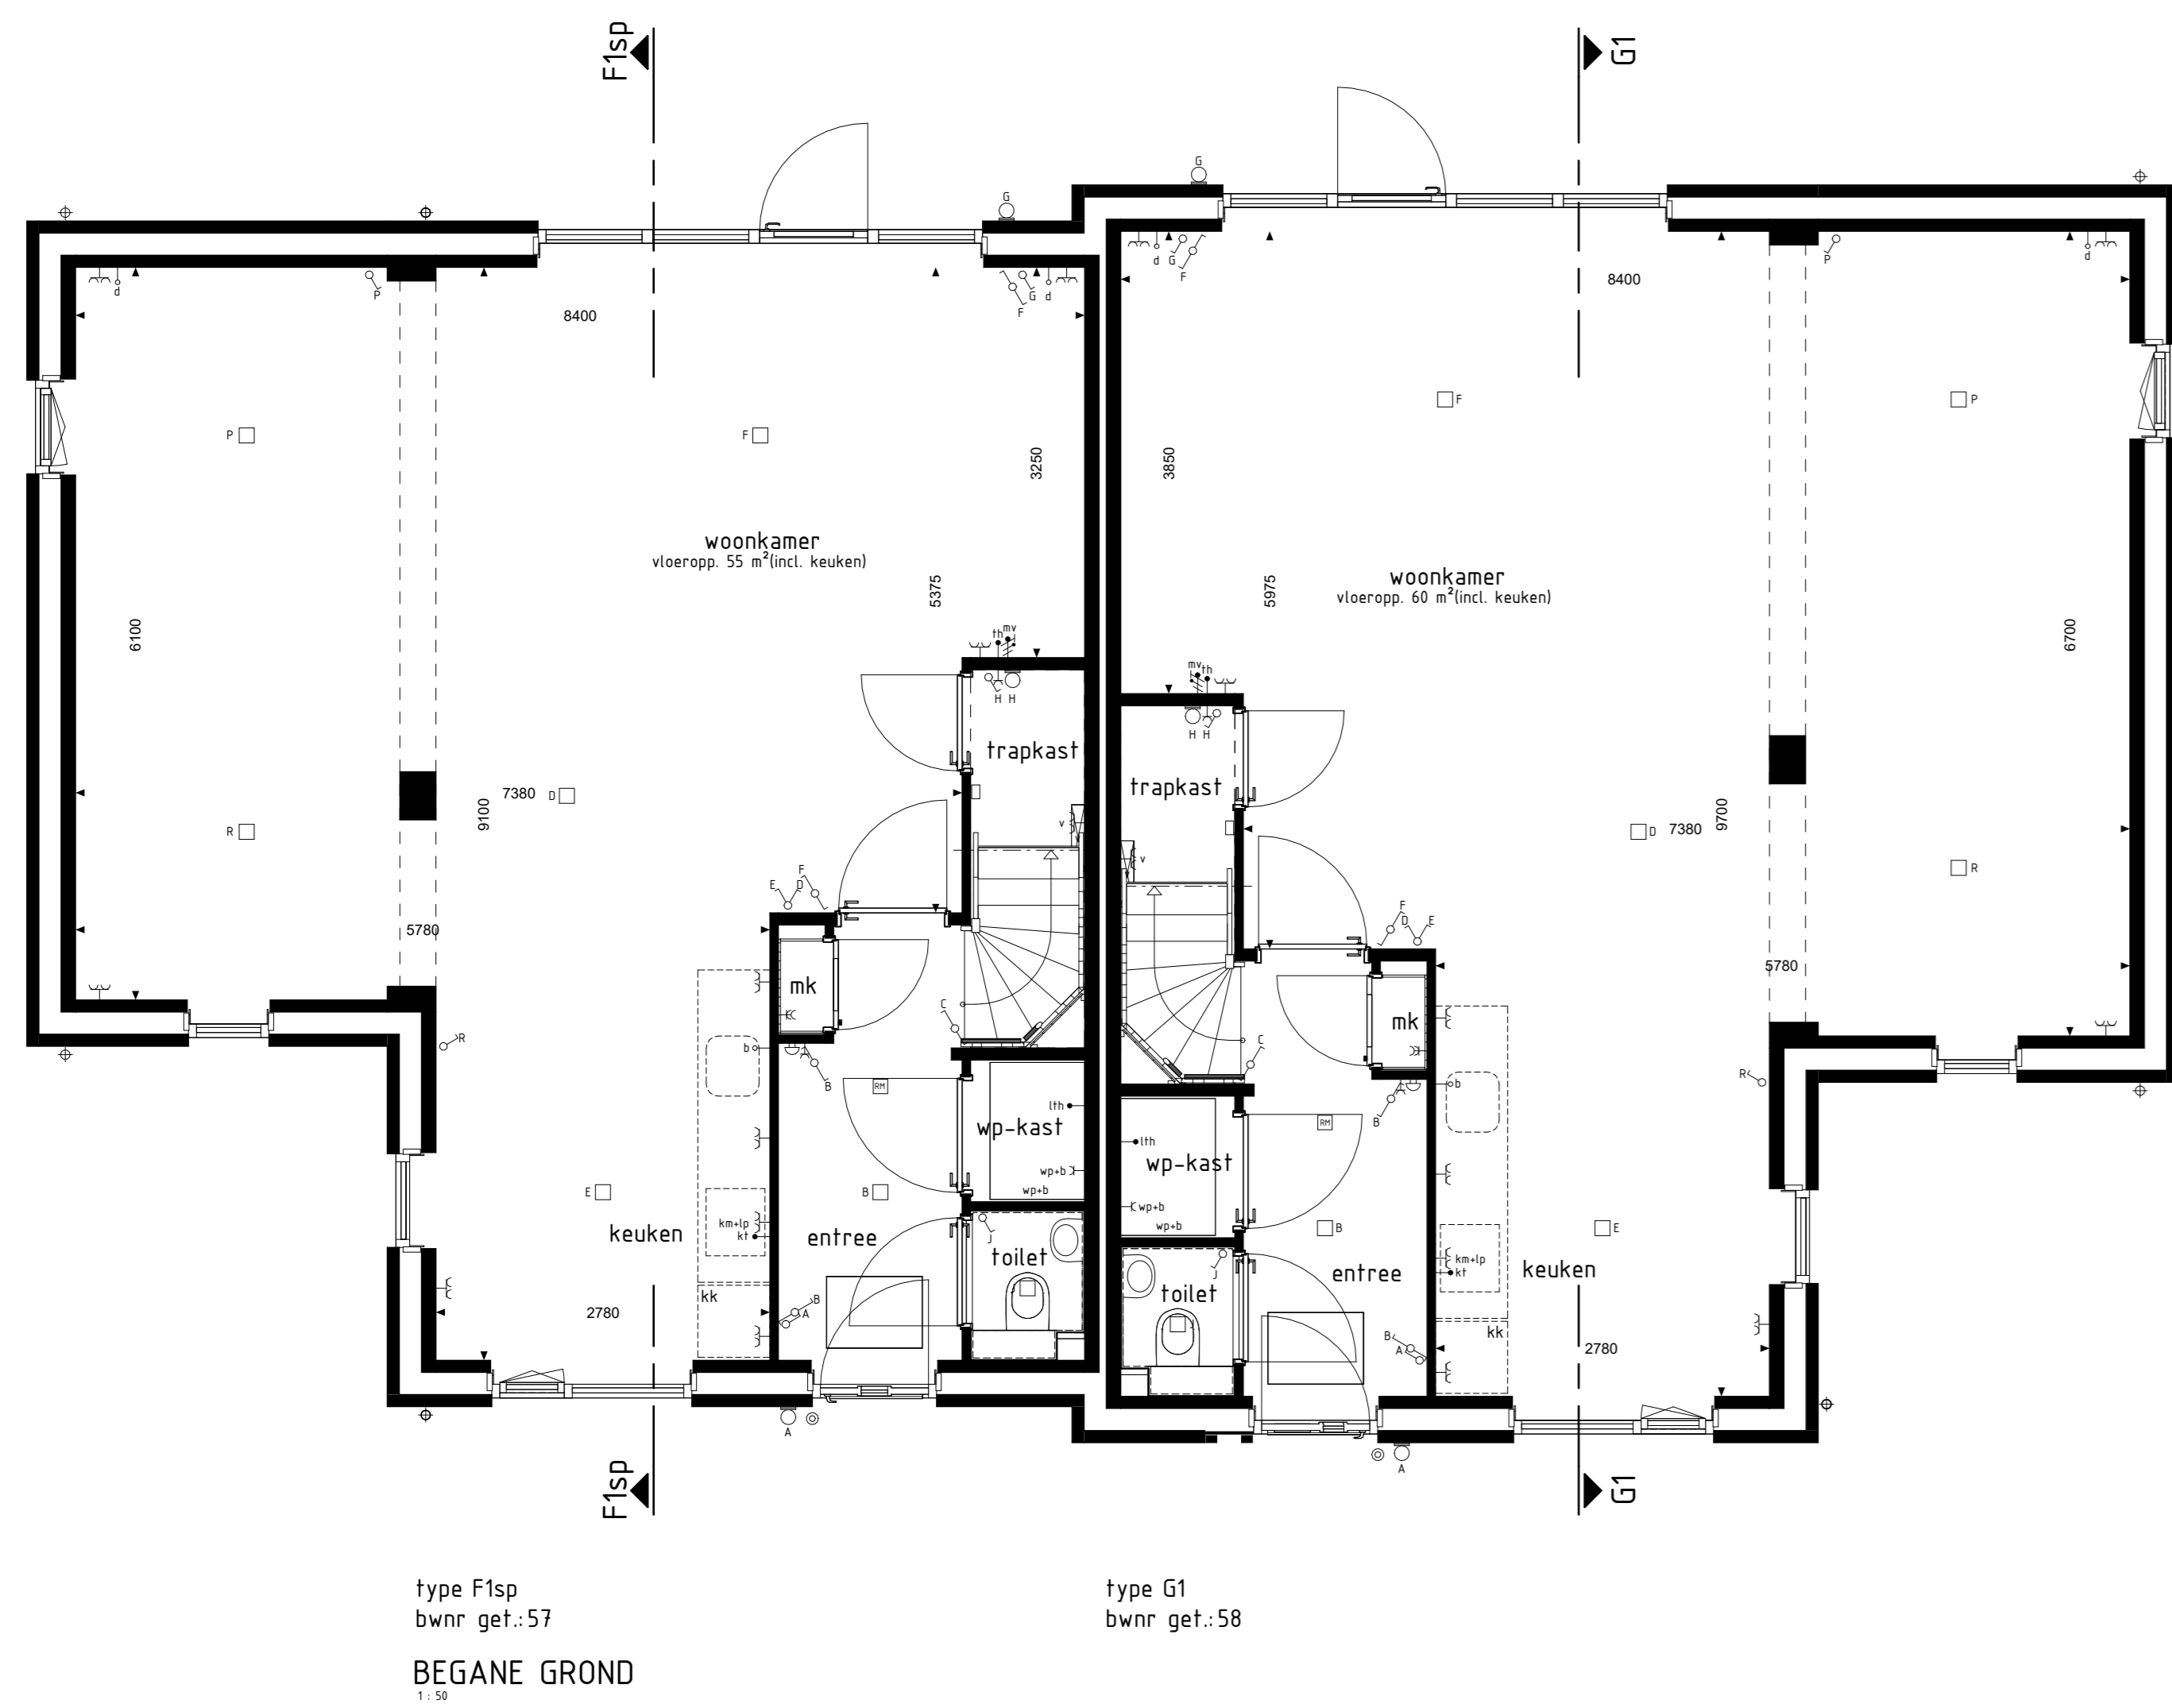 F1sp
G1
G
G
d
P
8400
G
d
F
d
G
F
8400
P
d
P
F
F
P
3250
3850
woonkamer
vloeropp. 55 m²(incl. keuken)
woonkamer
vloeropp. 60 m²(incl. keuken)
6100
5375
5975
6700
th
mv
mv
th
H H
H H
trapkast
trapkast
R
9100
7380
D
v
v
D
7380
9700
R
E
D
F
F
D
E
5780
5780
mk
C
mk
C
R
b
B
RM
lth
wp-kast
wp+b
wp+b
lth
wp-kast
wp+b
wp+b
RM
B
b
R
E
km+lp
kt
keuken
B
entree
J
toilet
J
toilet
J
B
entree
km+lp
kt
keuken
E
kk
2780
B
A
B
A
kk
2780
A
A
F1sp
G1
type F1sp
bwnr get.:57
type G1
bwnr get.:58
BEGANE GROND
1 : 50